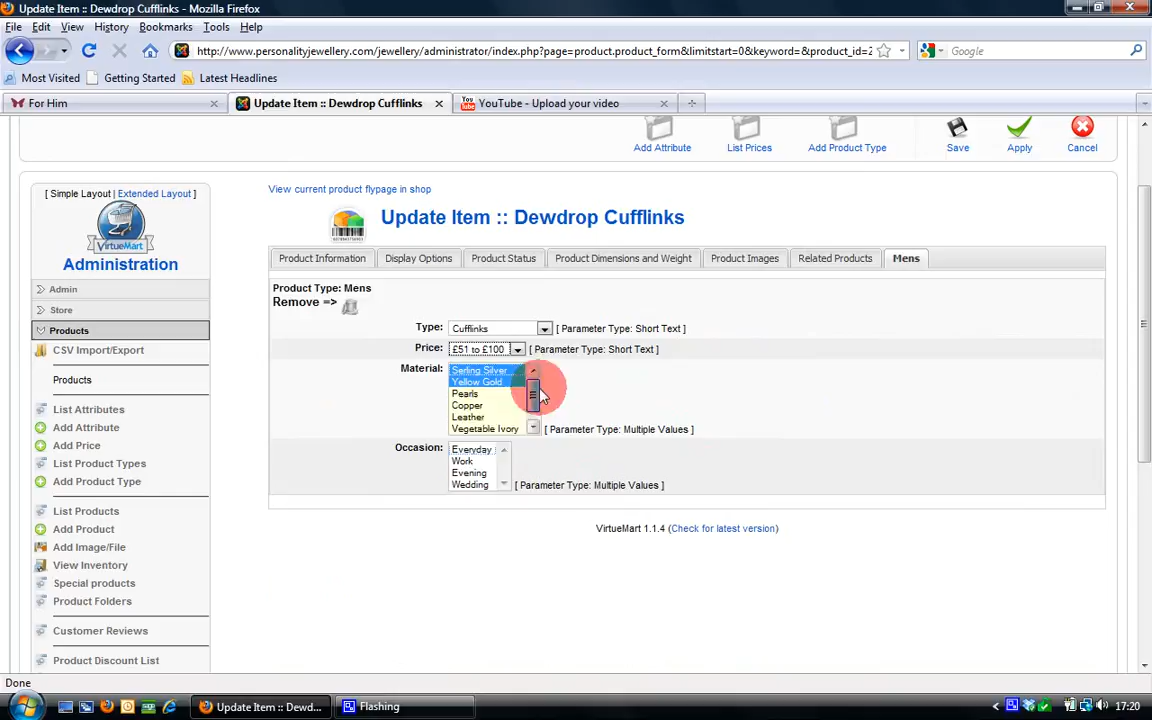 Update Item :: Dewdrop Cufflinks - Mozilla Firefox
File Edit View History Bookmarks Tools Help
http://www.personalityjewellery.com/jewellery/administrator/index.php?page=product.product_form&limitstart=0&keyword=&product_id=2
Google
Most Visited Getting Started Latest Headlines
For Him
Update Item :: Dewdrop Cufflinks
YouTube - Upload your video
Add Attribute List Prices Add Product Type Save Apply Cancel
[ Simple Layout | Extended Layout ]
VirtueMart
Administration
Admin
Store
Products
CSV Import/Export
Products
List Attributes
Add Attribute
Add Price
List Product Types
Add Product Type
List Products
Add Product
Add Image/File
View Inventory
Special products
Product Folders
Customer Reviews
Product Discount List
View current product flypage in shop
Update Item :: Dewdrop Cufflinks
Product Information Display Options Product Status Product Dimensions and Weight Product Images Related Products Mens
Product Type: Mens
Remove =>
Type: Cufflinks [ Parameter Type: Short Text ]
Price: £51 to £100 [ Parameter Type: Short Text ]
Material: Serling Silver
Yellow Gold
Pearls
Copper
Leather
Vegetable Ivory [ Parameter Type: Multiple Values ]
Occasion: Everyday
Work
Evening
Wedding [ Parameter Type: Multiple Values ]
VirtueMart 1.1.4 (Check for latest version)
Done
Update Item :: Dewd... Flashing 17:20